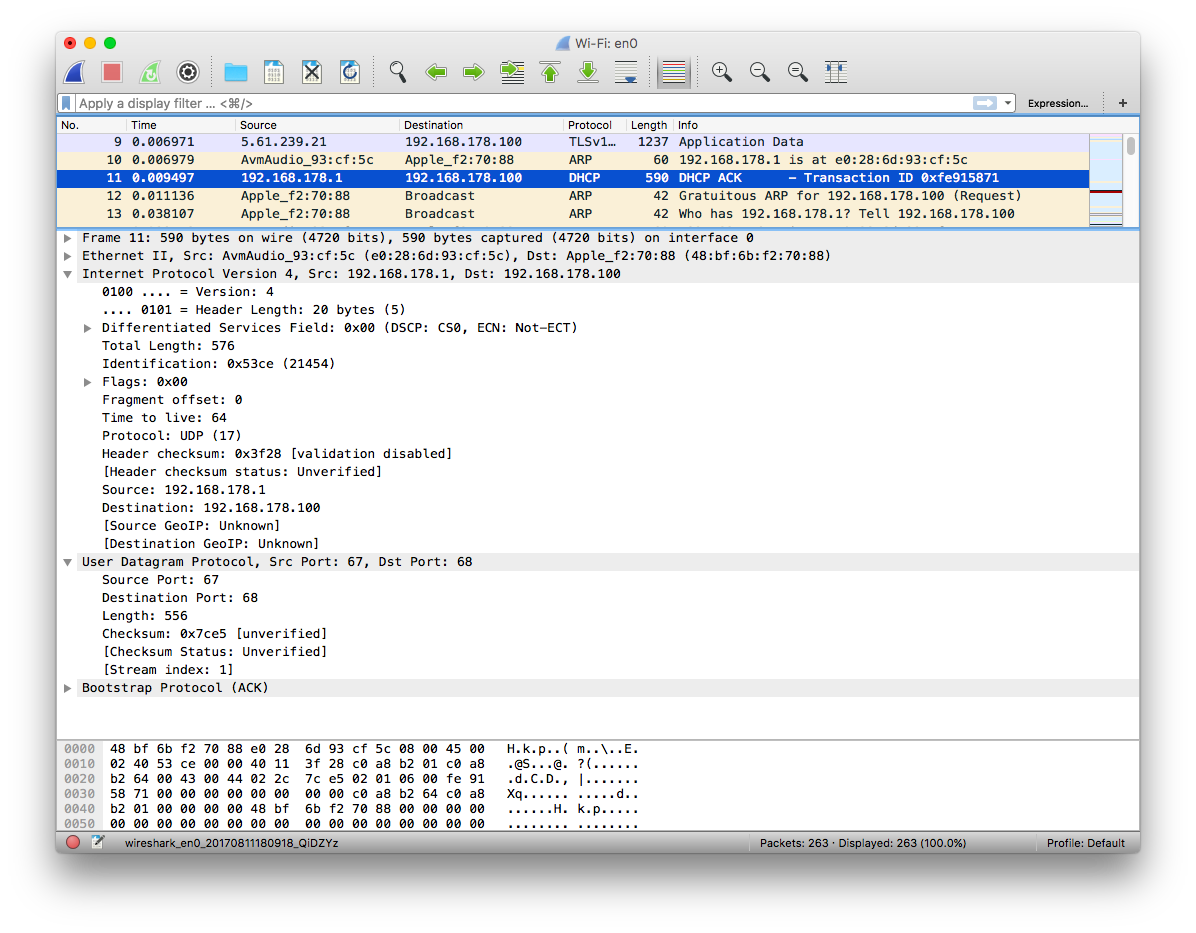 Wi-Fi: en0
Apply a display filter ... <⌘/>
Expression... +
No. Time Source Destination Protocol Length Info
9 0.006971 5.61.239.21 192.168.178.100 TLSv1… 1237 Application Data
10 0.006979 AvmAudio_93:cf:5c Apple_f2:70:88 ARP 60 192.168.178.1 is at e0:28:6d:93:cf:5c
11 0.009497 192.168.178.1 192.168.178.100 DHCP 590 DHCP ACK – Transaction ID 0xfe915871
12 0.011136 Apple_f2:70:88 Broadcast ARP 42 Gratuitous ARP for 192.168.178.100 (Request)
13 0.038107 Apple_f2:70:88 Broadcast ARP 42 Who has 192.168.178.1? Tell 192.168.178.100
Frame 11: 590 bytes on wire (4720 bits), 590 bytes captured (4720 bits) on interface 0
Ethernet II, Src: AvmAudio_93:cf:5c (e0:28:6d:93:cf:5c), Dst: Apple_f2:70:88 (48:bf:6b:f2:70:88)
Internet Protocol Version 4, Src: 192.168.178.1, Dst: 192.168.178.100
0100 .... = Version: 4
.... 0101 = Header Length: 20 bytes (5)
Differentiated Services Field: 0x00 (DSCP: CS0, ECN: Not-ECT)
Total Length: 576
Identification: 0x53ce (21454)
Flags: 0x00
Fragment offset: 0
Time to live: 64
Protocol: UDP (17)
Header checksum: 0x3f28 [validation disabled]
[Header checksum status: Unverified]
Source: 192.168.178.1
Destination: 192.168.178.100
[Source GeoIP: Unknown]
[Destination GeoIP: Unknown]
User Datagram Protocol, Src Port: 67, Dst Port: 68
Source Port: 67
Destination Port: 68
Length: 556
Checksum: 0x7ce5 [unverified]
[Checksum Status: Unverified]
[Stream index: 1]
Bootstrap Protocol (ACK)
0000 48 bf 6b f2 70 88 e0 28 6d 93 cf 5c 08 00 45 00 H.k.p..( m..\..E.
0010 02 40 53 ce 00 00 40 11 3f 28 c0 a8 b2 01 c0 a8 .@S...@. ?(......
0020 b2 64 00 43 00 44 02 2c 7c e5 02 01 06 00 fe 91 .d.C.D., |.......
0030 58 71 00 00 00 00 00 00 00 00 c0 a8 b2 64 c0 a8 Xq...... .....d..
0040 b2 01 00 00 00 00 48 bf 6b f2 70 88 00 00 00 00 ......H. k.p.....
0050 00 00 00 00 00 00 00 00 00 00 00 00 00 00 00 00 ........ ........
wireshark_en0_20170811180918_QiDZYz
Packets: 263 · Displayed: 263 (100.0%)
Profile: Default